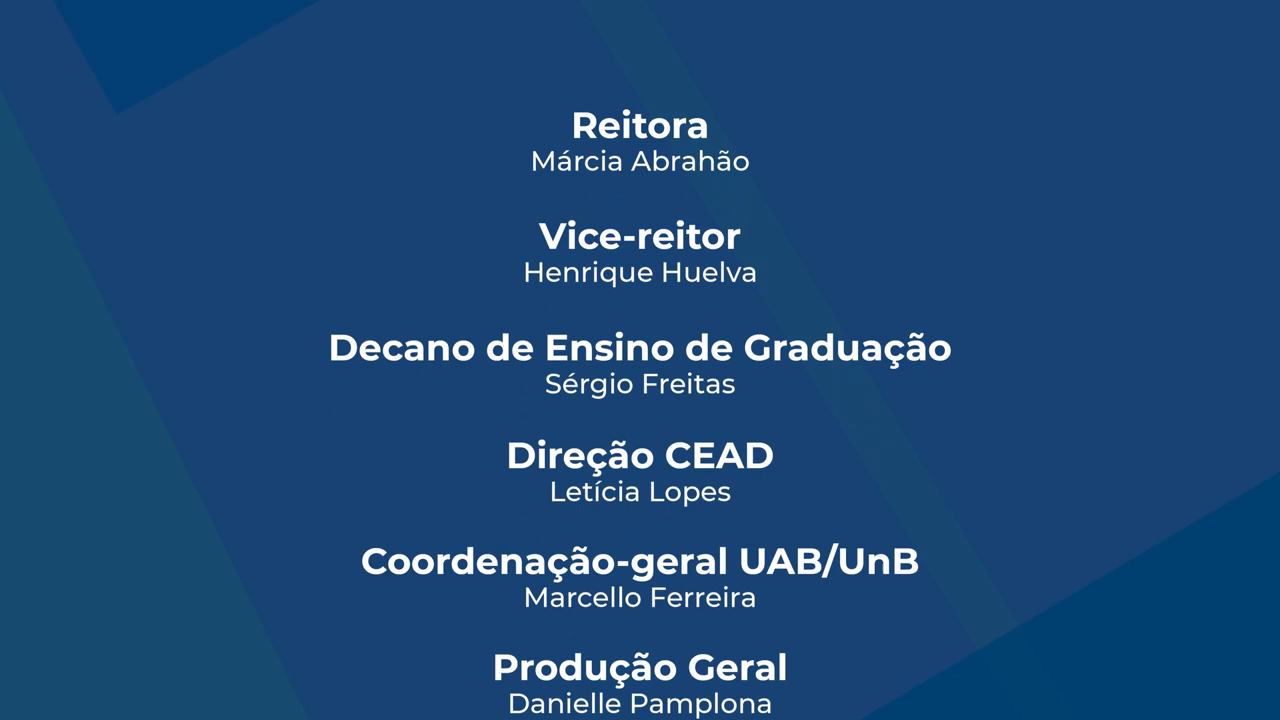 Reitora
Márcia Abrahão
Vice-reitor
Henrique Huelva
Decano de Ensino de Graduação
Sérgio Freitas
Direção CEAD
Letícia Lopes
Coordenação-geral UAB/UnB
Marcello Ferreira
Produção Geral
Danielle Pamplona